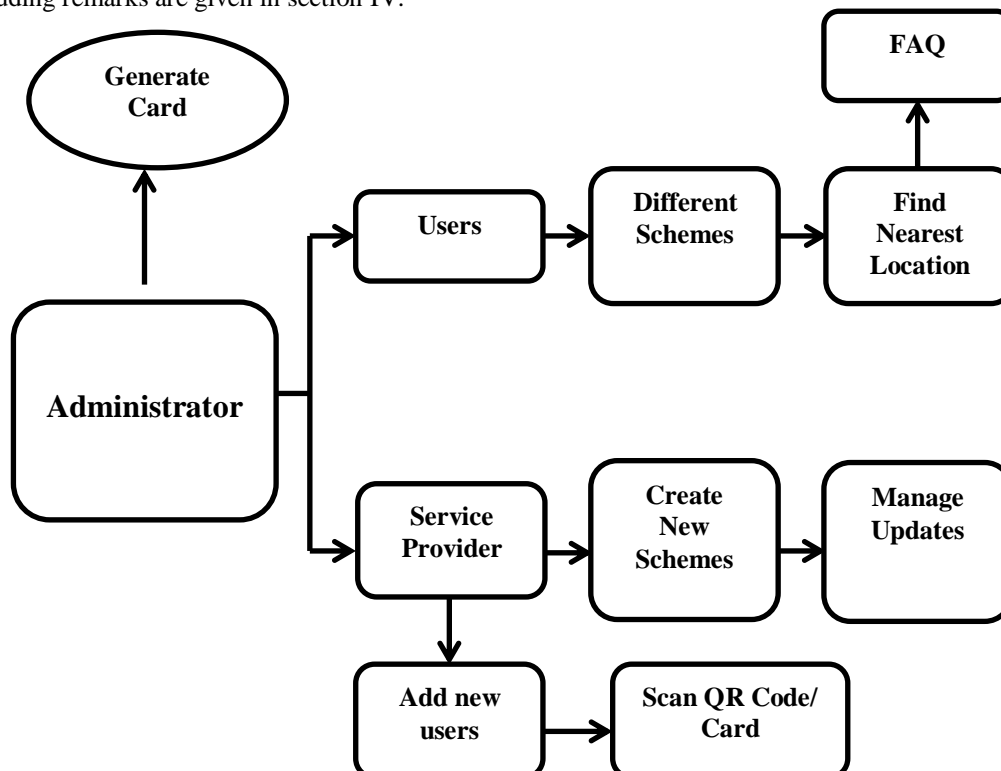 remarks are given in section IV.
FAQ
Generate
Card
Users
Different
Schemes
Find
Nearest
Location
Administrator
Service
Provider
Create
New
Schemes
Manage
Updates
Add new
users
Scan QR Code/
Card